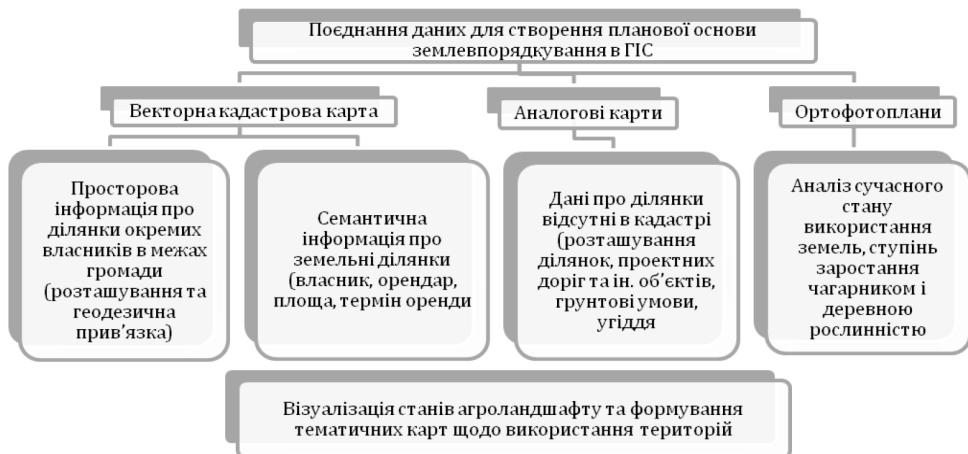 Поєднання даних для створення планової основи
землевпорядкування в ГІС
Векторна кадастрова карта
Аналогові карти
Ортофотоплани
Просторова
інформація про
ділянки окремих
власників в межах
громади
(розташування та
геодезична
прив’язка)
Семантична
інформація про
земельні ділянки
(власник, орендар,
площа, термін оренди
Дані про ділянки
відсутні в кадастрі
(розташування
ділянок, проектних
доріг та ін. об’єктів,
грунтові умови,
угіддя
Аналіз сучасного
стану
використання
земель, ступінь
заростання
чагарником і
деревною
рослинністю
Візуалізація станів агроландшафту та формування
тематичних карт щодо використання територій